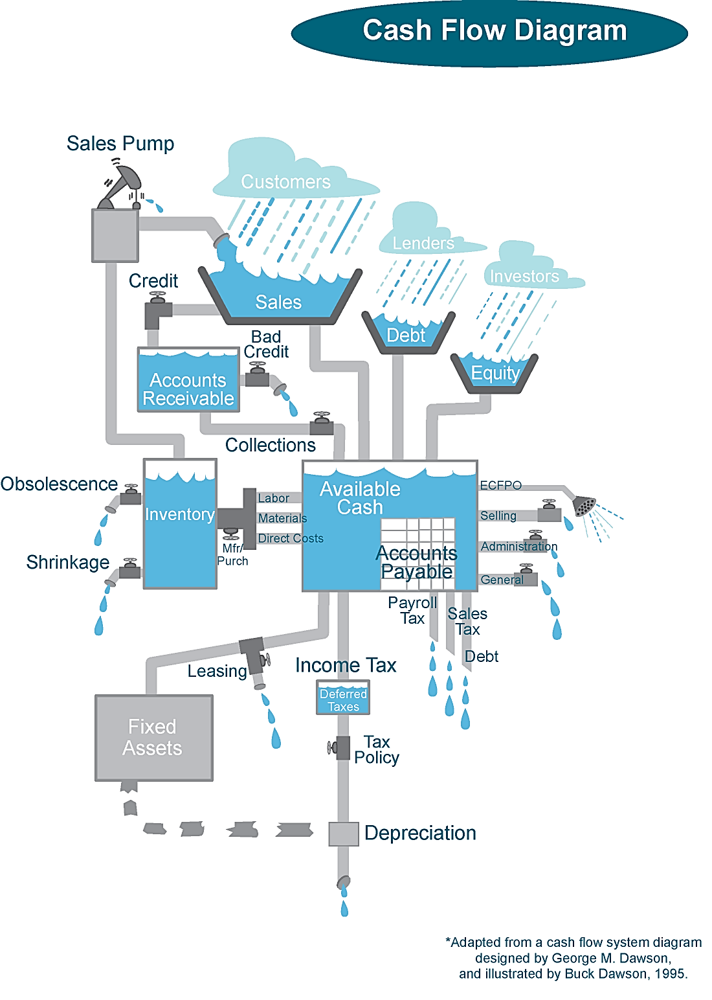 Cash Flow Diagram
Sales Pump
Customers
Lenders
Investors
Credit
Sales
Bad
Credit
Debt
Equity
Accounts
Receivable
Collections
Obsolescence
Inventory
Shrinkage
Mfr/
Purch
Labor
Materials
Direct Costs
Available
Cash
Accounts
Payable
ECFPO
Selling
Administration
General
Payroll
Tax
Sales
Tax
Debt
Leasing
Income Tax
Deferred
Taxes
Fixed
Assets
Tax
Policy
Depreciation
*Adapted from a cash flow system diagram
designed by George M. Dawson,
and illustrated by Buck Dawson, 1995.